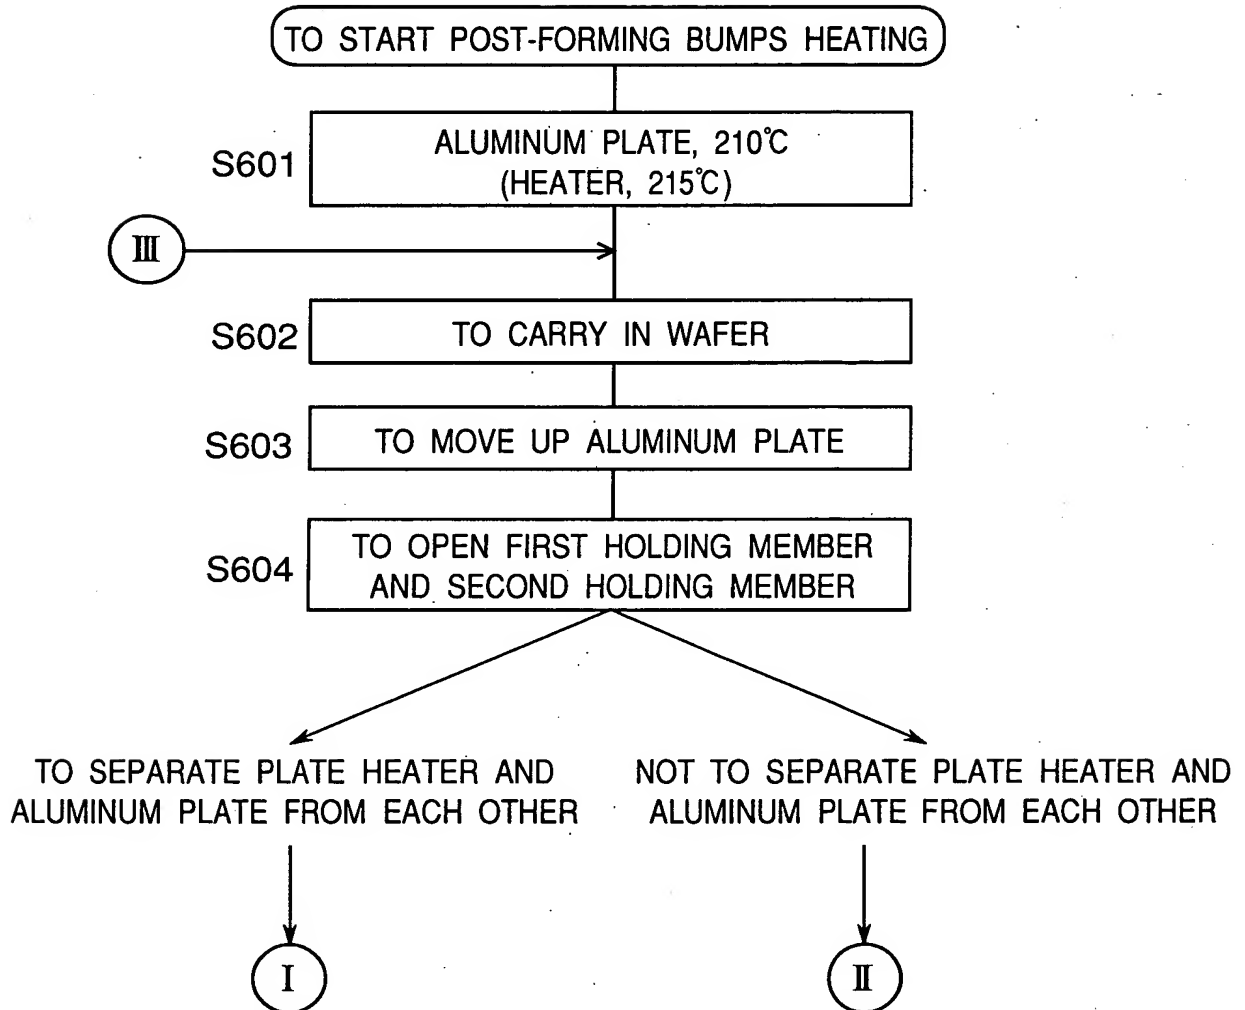 TO START POST-FORMING BUMPS HEATING
S601
ALUMINUM PLATE, 210℃
(HEATER, 215℃)
III
S602
TO CARRY IN WAFER
S603
TO MOVE UP ALUMINUM PLATE
S604
TO OPEN FIRST HOLDING MEMBER
AND SECOND HOLDING MEMBER
TO SEPARATE PLATE HEATER AND
ALUMINUM PLATE FROM EACH OTHER
NOT TO SEPARATE PLATE HEATER AND
ALUMINUM PLATE FROM EACH OTHER
I
II